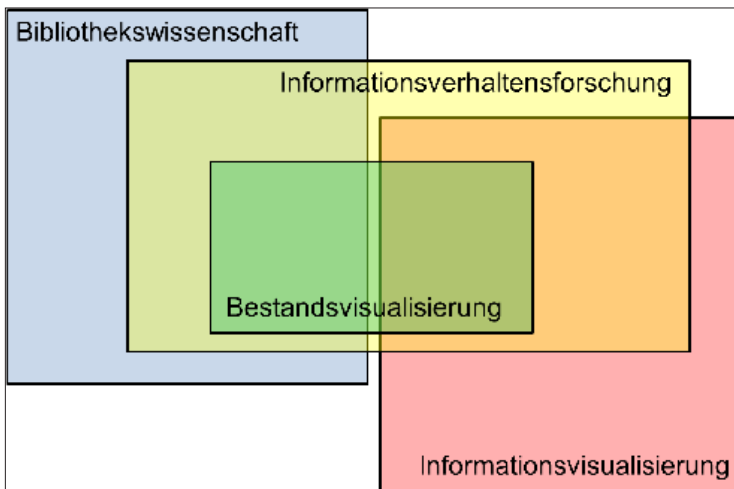 Bibliothekswissenschaft
Informationsverhaltensforschung
Bestandsvisualisierung
Informationsvisualisierung